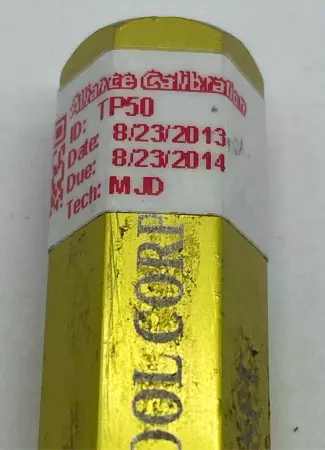 Alliance Calibration
ID: TP50
Date: 8/23/2013
Due: 8/23/2014
Tech: MJD
OOL CORP